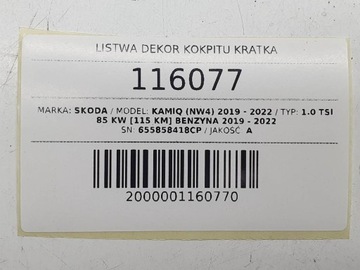 LISTWA DEKOR KOKPITU KRATKA
116077
MARKA: SKODA / MODEL: KAMIQ (NW4) 2019 - 2022 / TYP: 1.0 TSI
85 KW [115 KM] BENZYNA 2019 - 2022
SN: 655858418CP / JAKOŚĆ A
2000001160770